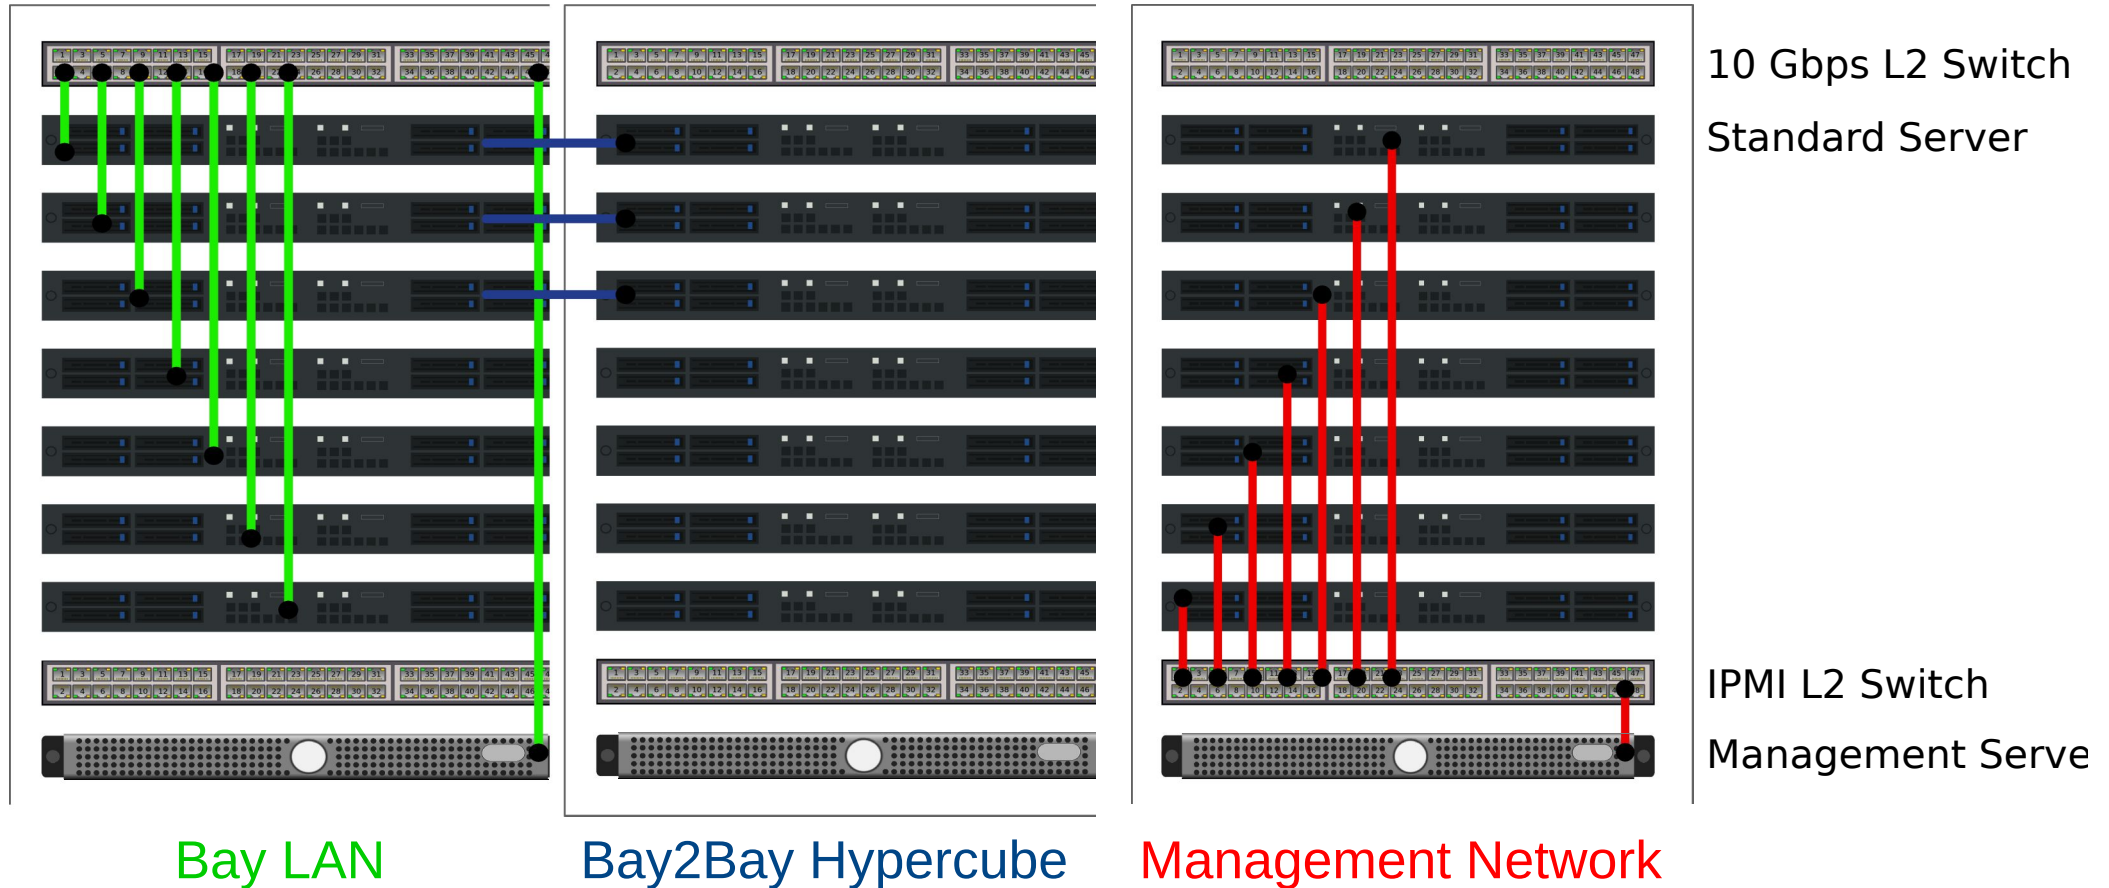 10 Gbps L2 Switch
Standard Server
IPMI L2 Switch
Management Serve
Bay LAN
Bay2Bay Hypercube
Management Network